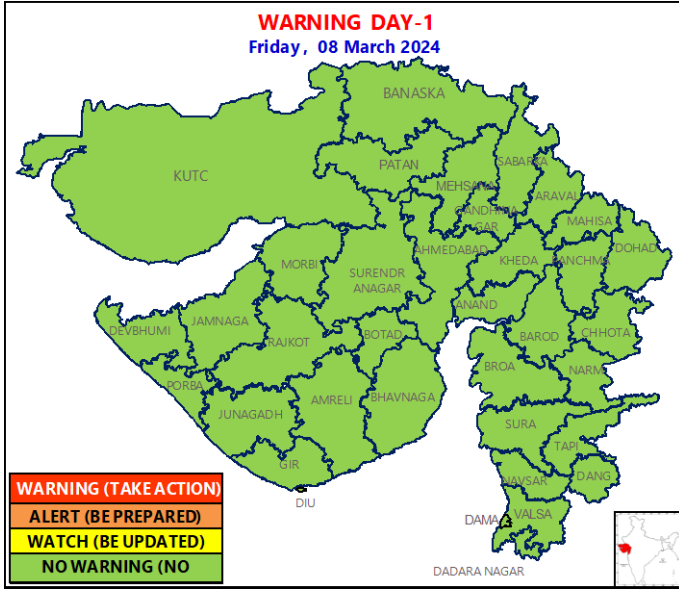 WARNING DAY-1
Friday, 08 March 2024
BANASKA
KUTC
PATAN
SABARKA
MEHSANA
ARAVAL
GANDHINA
GAR
MAHISA
AHMEDABAD
DOHAD
KHEDA
PANCHMA
MORBI
SURENDR
ANAGAR
ANAND
JAMNAGA
DEVBHUMI
RAJKOT
BOTAD
BAROD
CHHOTA
BROA
NARM
PORBA
AMRELI
BHAVNAGA
JUNAGADH
SURA
TAPI
GIR
DANG
NAVSAR
WARNING (TAKE ACTION)
DIU
ALERT (BE PREPARED)
DAMA
VALSA
WATCH (BE UPDATED)
NO WARNING (NO
DADARA NAGAR